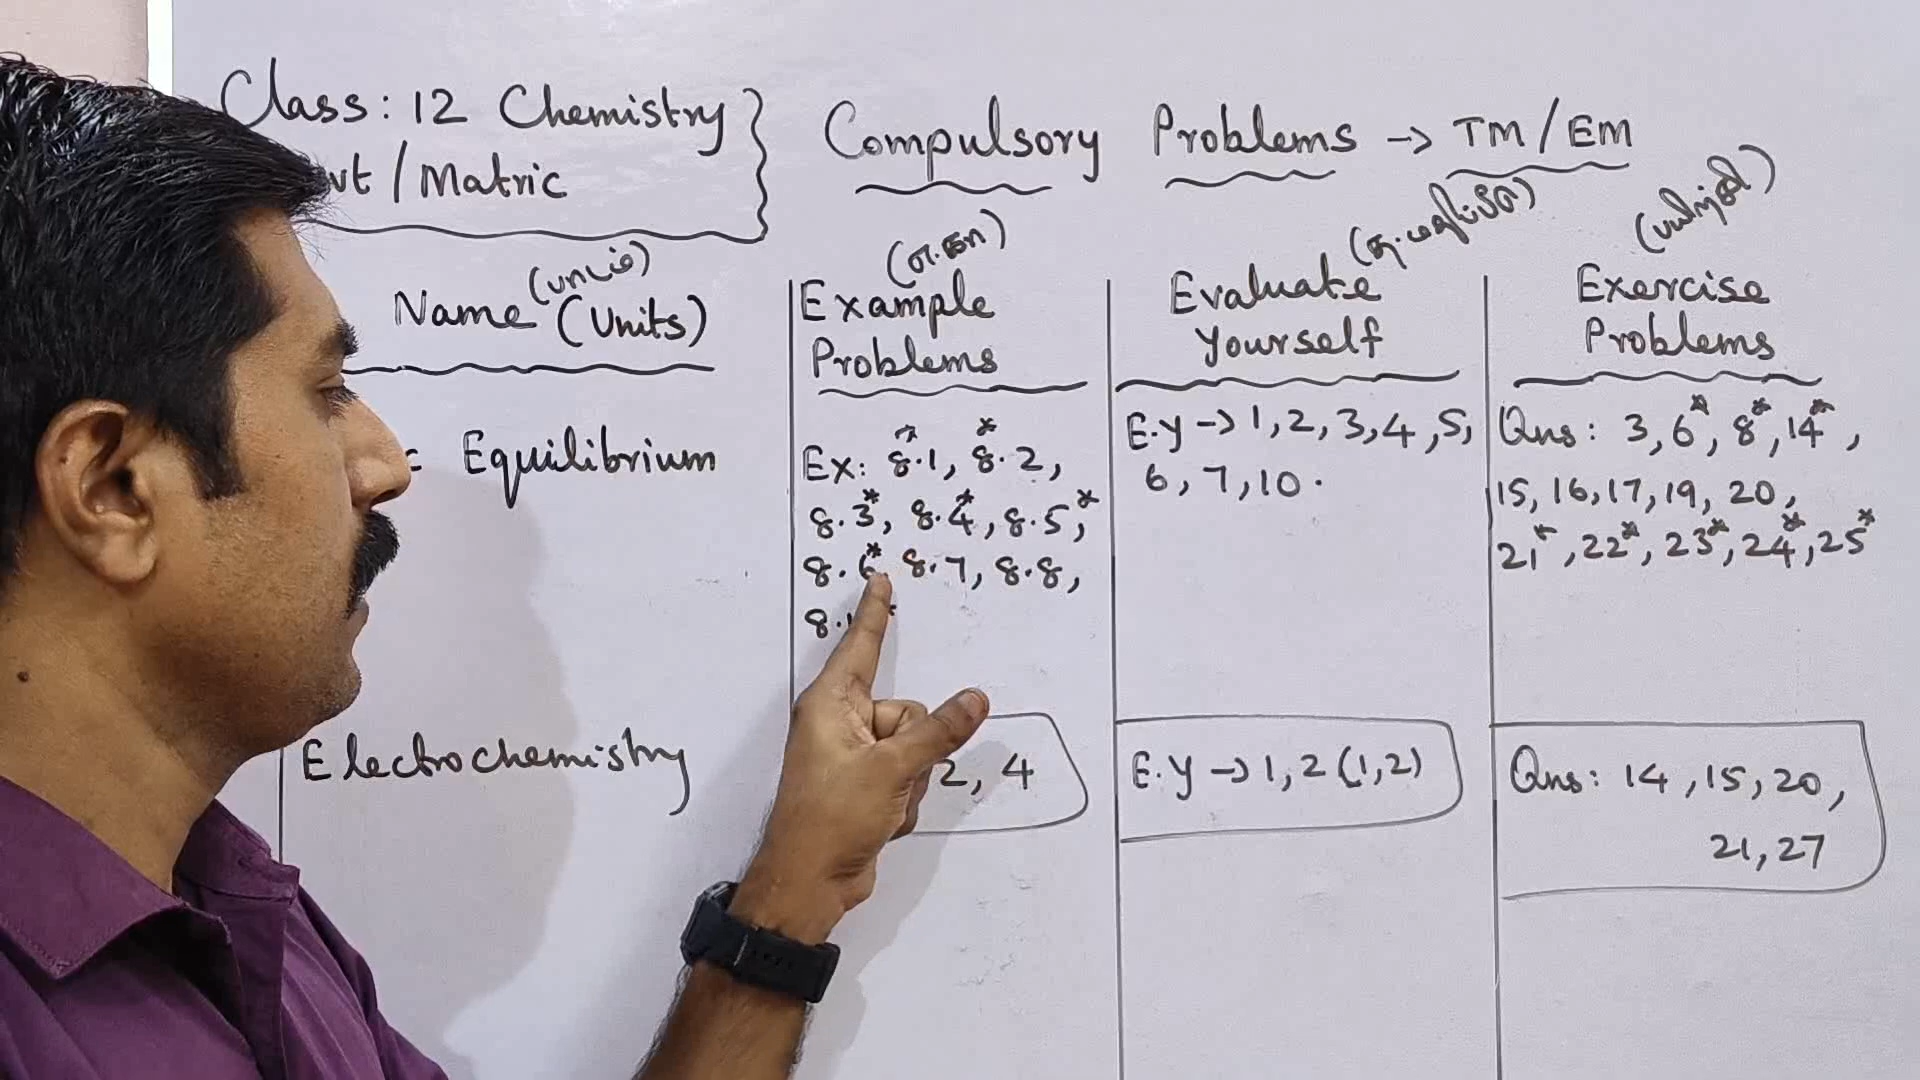 Class: 12 Chemistry
vt / Matric
Compulsory Problems → TM / EM
Name (Units)
(பாடம்)
Example
Problems
(எ.கா)
Evaluate
Yourself
Exercise
Problems
(பயிற்சி)
Equilibrium
Ex: 8.1*, 8.2*,
8.3*, 8.4*, 8.5,*
8.6* 8.7, 8.8,
8.1
E.Y → 1, 2, 3, 4, 5,
6, 7, 10.
Qns: 3, 6*, 8*, 14*,
15, 16, 17, 19, 20,
21*, 22*, 23*, 24*, 25*
Electrochemistry
2, 4
E.Y → 1, 2 (1,2)
Qns: 14, 15, 20,
21, 27